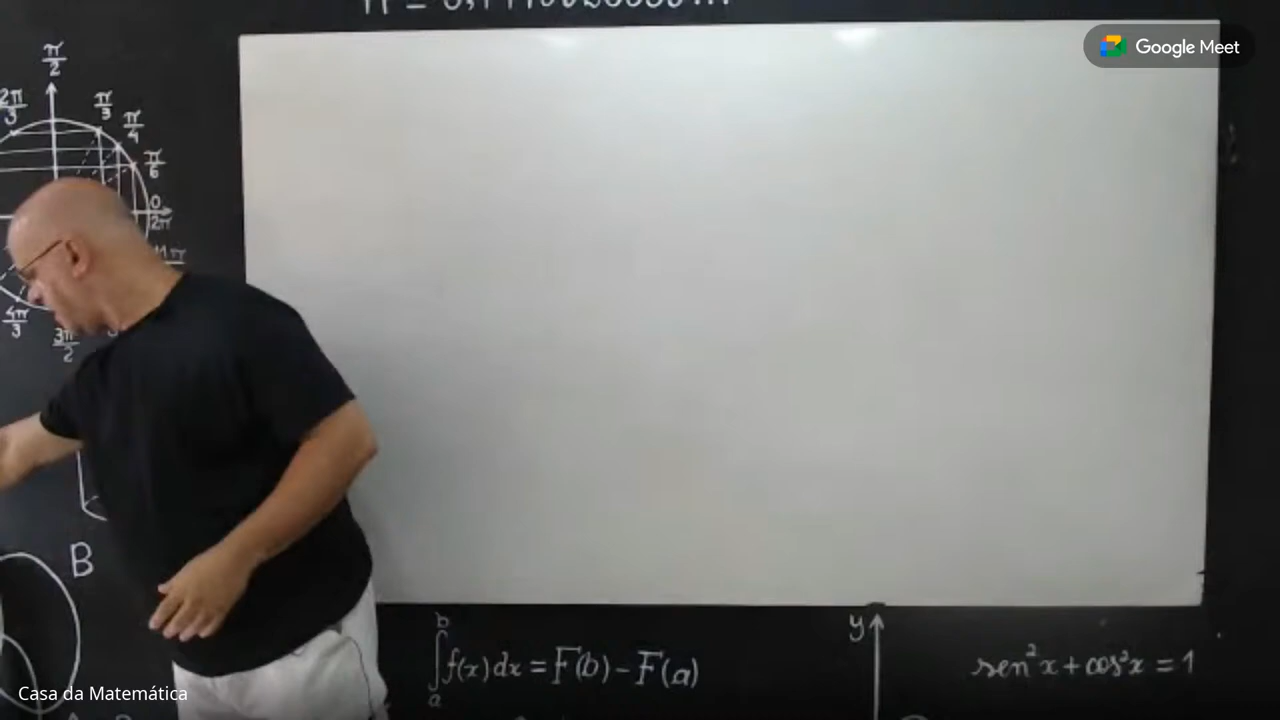 Google Meet
π/2
2π/3
π/3
π/4
π/6
0
2π
11π
4π/3
3π/2
B
∫ₐᵇ f(x) dx = F(b) - F(a)
y
sen²x + cos²x = 1
Casa da Matemática